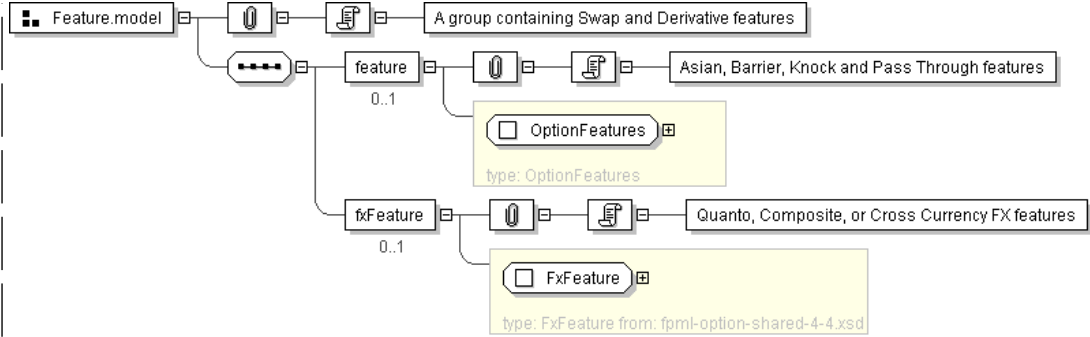 Feature.model
A group containing Swap and Derivative features
feature
Asian, Barrier, Knock and Pass Through features
0..1
OptionFeatures
type: OptionFeatures
fxFeature
Quanto, Composite, or Cross Currency FX features
0..1
FxFeature
type: FxFeature from: fpml-option-shared-4-4.xsd